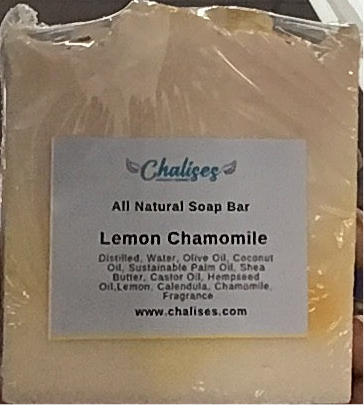 Chalises
All Natural Soap Bar
Lemon Chamomile
Distilled, Water, Olive Oil, Coconut
Oil, Sustainable Palm Oil, Shea
Butter, Castor Oil, Hempseed
Oil,Lemon, Calendula, Chamomile,
Fragrance
www.chalises.com